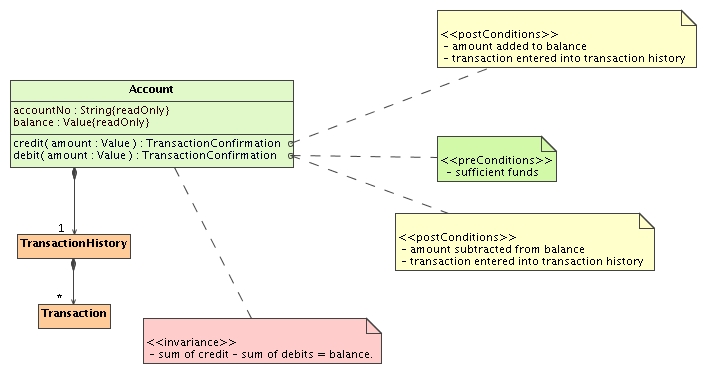 <<postConditions>>
- amount added to balance
- transaction entered into transaction history
Account
accountNo : String{readOnly}
balance : Value{readOnly}
credit( amount : Value ) : TransactionConfirmation
debit( amount : Value ) : TransactionConfirmation
<<preConditions>>
- sufficient funds
1
TransactionHistory
<<postConditions>>
- amount subtracted from balance
- transaction entered into transaction history
*
Transaction
<<invariance>>
- sum of credit - sum of debits = balance.